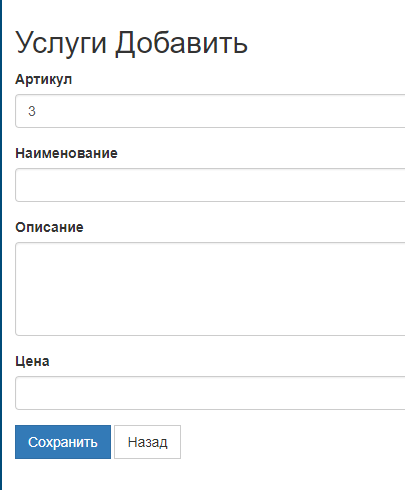 Услуги Добавить
Артикул
3
Наименование
Описание
Цена
Сохранить Назад